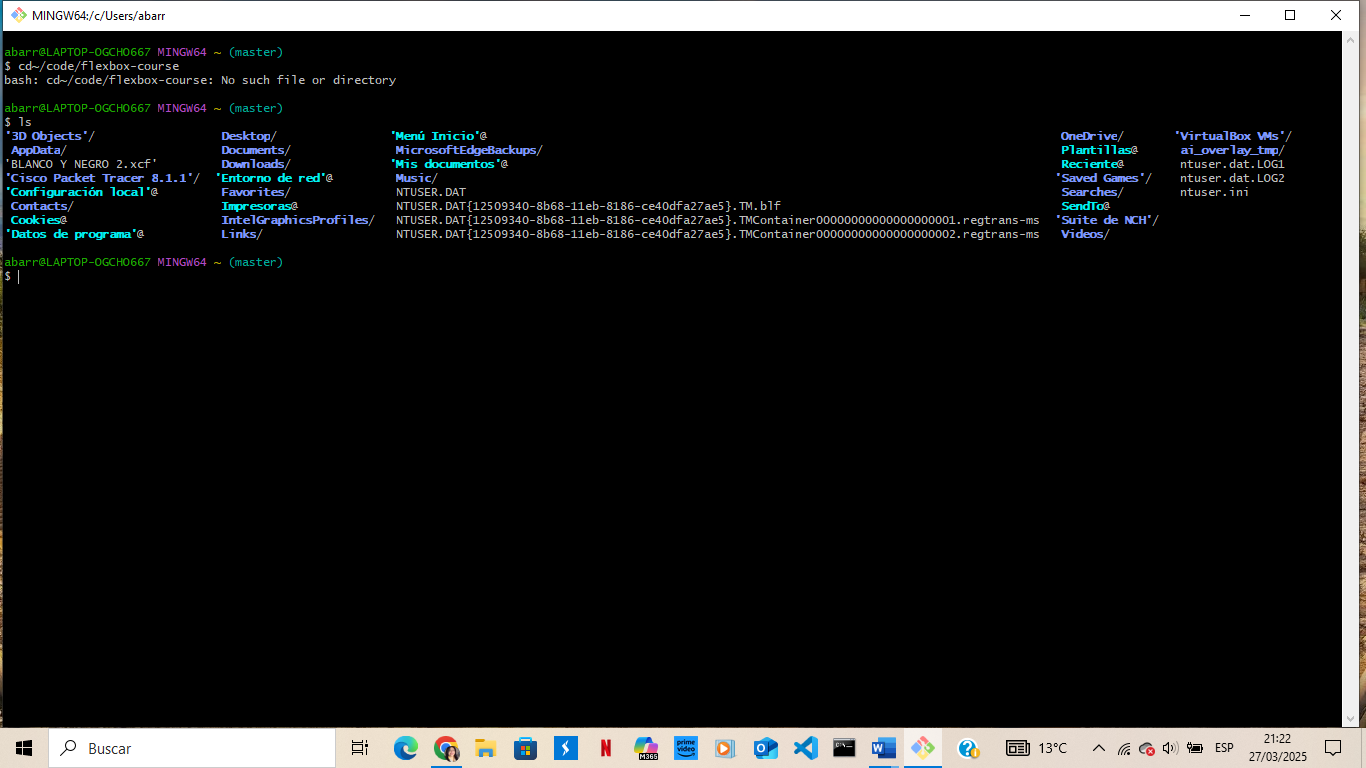 MINGW64:/c/Users/abarr
abarr@LAPTOP-OGCHO667 MINGW64 ~ (master)
$ cd~/code/flexbox-course
bash: cd~/code/flexbox-course: No such file or directory
abarr@LAPTOP-OGCHO667 MINGW64 ~ (master)
$ ls
'3D Objects'/ Desktop/ 'Menú Inicio'@ OneDrive/ 'VirtualBox VMs'/
AppData/ Documents/ MicrosoftEdgeBackups/ Plantillas@ ai_overlay_tmp/
'BLANCO Y NEGRO 2.xcf' Downloads/ 'Mis documentos'@ Reciente@ ntuser.dat.LOG1
'Cisco Packet Tracer 8.1.1'/ 'Entorno de red'@ Music/ 'Saved Games'/ ntuser.dat.LOG2
'Configuración local'@ Favorites/ NTUSER.DAT Searches/ ntuser.ini
Contacts/ Impresoras@ NTUSER.DAT{12509340-8b68-11eb-8186-ce40dfa27ae5}.TM.blf SendTo@
Cookies@ IntelGraphicsProfiles/ NTUSER.DAT{12509340-8b68-11eb-8186-ce40dfa27ae5}.TMContainer00000000000000000001.regtrans-ms 'Suite de NCH'/
'Datos de programa'@ Links/ NTUSER.DAT{12509340-8b68-11eb-8186-ce40dfa27ae5}.TMContainer00000000000000000002.regtrans-ms Videos/
abarr@LAPTOP-OGCHO667 MINGW64 ~ (master)
$
Buscar
M365
prime video
13°C
ESP
21:22
27/03/2025